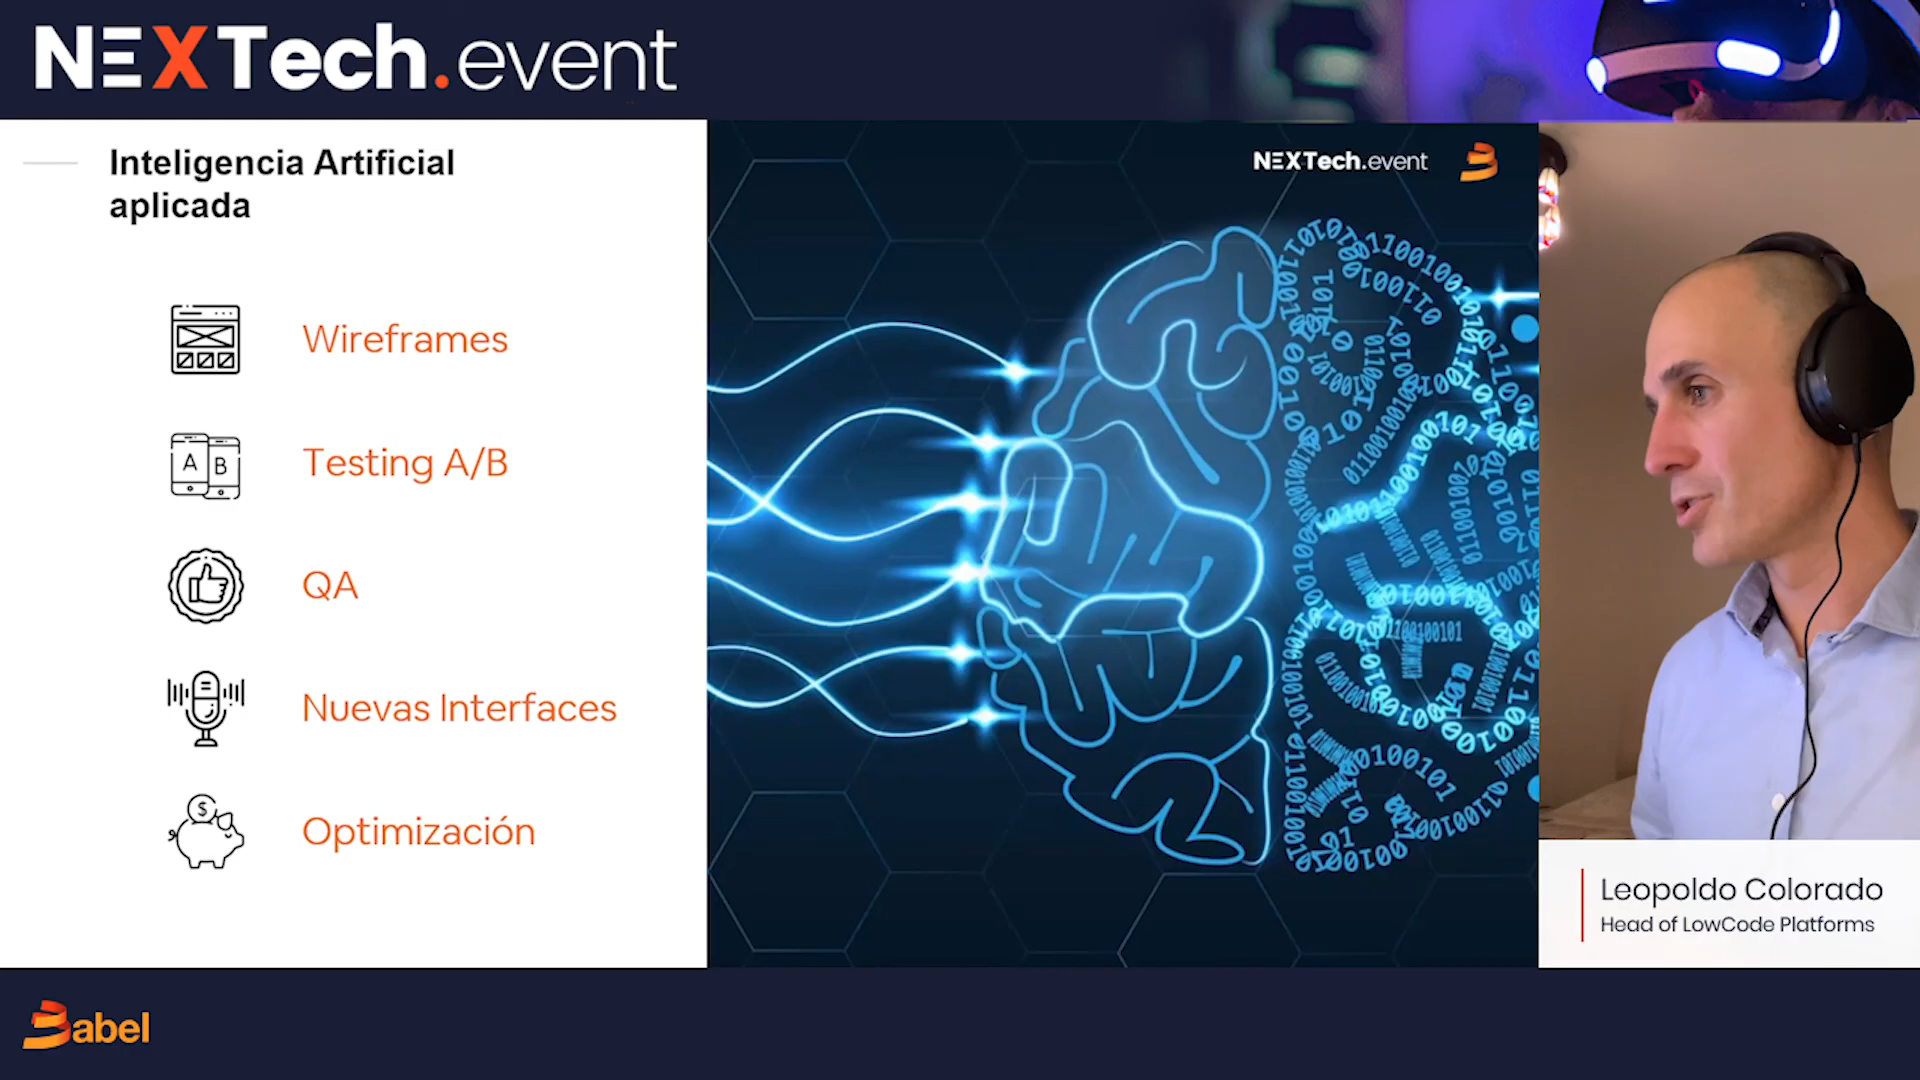 NEXTech.event
Inteligencia Artificial
aplicada
Wireframes
A B
Testing A/B
QA
Nuevas Interfaces
$
Optimización
NEXTech.event
Leopoldo Colorado
Head of LowCode Platforms
Babel